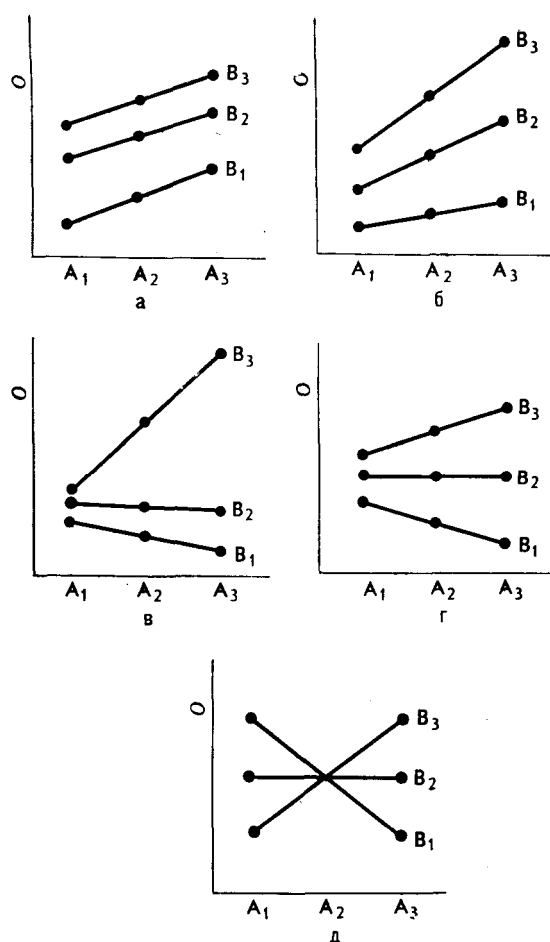 O
B₃
B₂
B₁
A₁ A₂ A₃
а
O
B₃
B₂
B₁
A₁ A₂ A₃
б
O
B₃
B₂
B₁
A₁ A₂ A₃
в
O
B₃
B₂
B₁
A₁ A₂ A₃
г
O
B₃
B₂
B₁
A₁ A₂ A₃
д